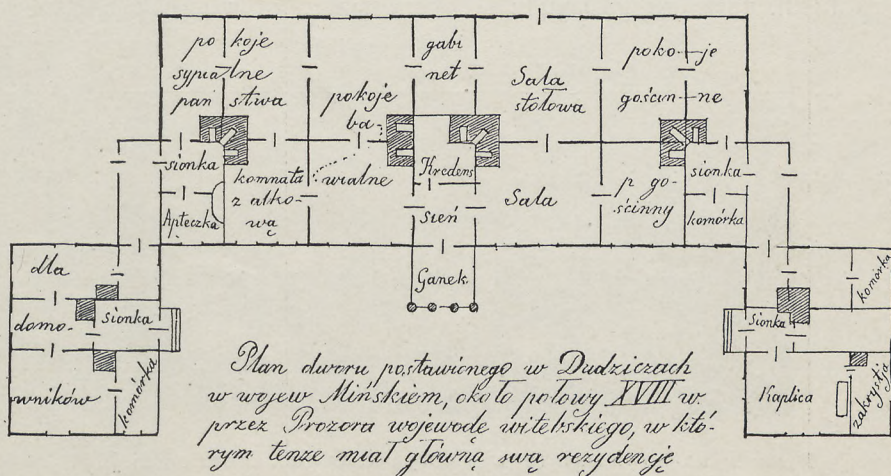 po koje
sypialne
pań stwa
pokoje
ba-
wialne
gabi
net
Sala
stołowa
poko-je
gościn-ne
sionka
Apteczka
komnata
z alko-
wą
Kredens
sień
Sala
p. go-
ścinny
sionka
komórka
Ganek
dla
domo-
wników
sionka
komórka
komórka
sionka
Kaplica
zakrystja
Plan dworu postawionego w Dudziczach
w wojew Mińskiem, około połowy XVIII w
przez Prozora wojewodę witebskiego, w któ-
rym tenże miał główną swą rezydencję